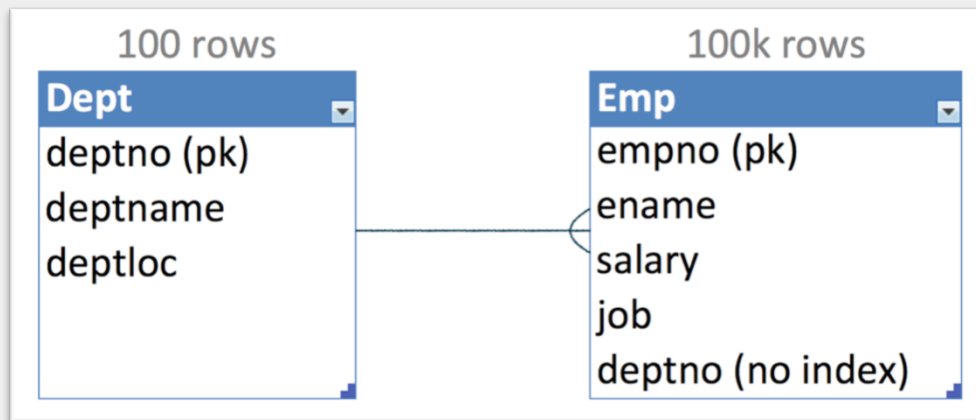 100 rows
Dept
deptno (pk)
deptname
deptloc
100k rows
Emp
empno (pk)
ename
salary
job
deptno (no index)